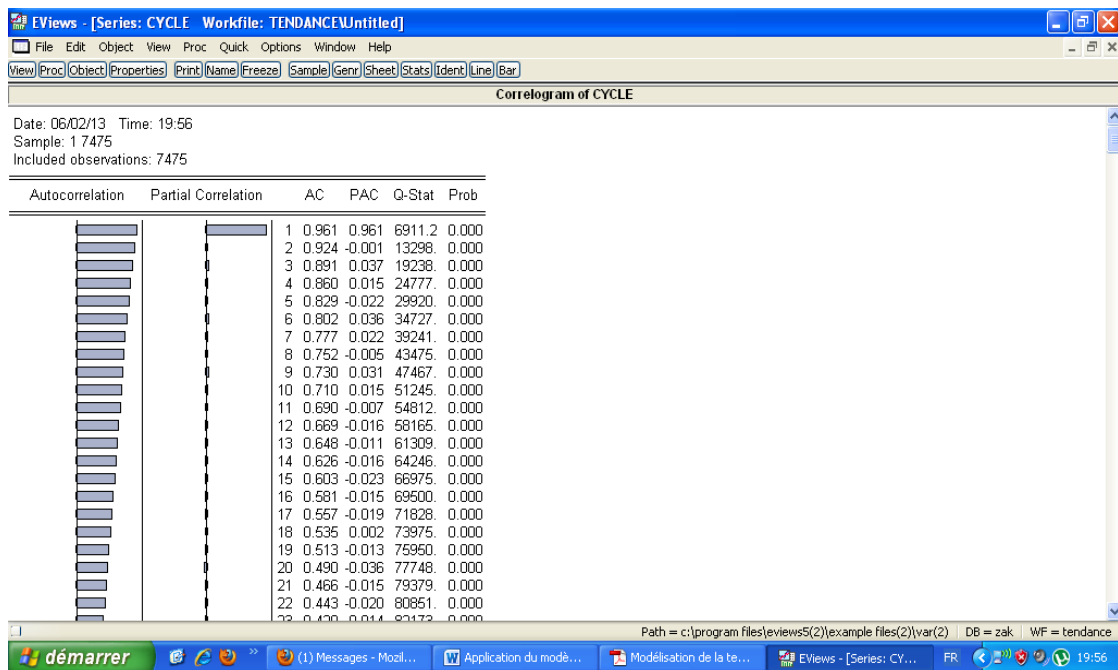 EViews - [Series: CYCLE Workfile: TENDANCE\Untitled]
File Edit Object View Proc Quick Options Window Help
View Proc Object Properties Print Name Freeze Sample Genr Sheet Stats Ident Line Bar
Correlogram of CYCLE
Date: 06/02/13 Time: 19:56
Sample: 1 7475
Included observations: 7475
Autocorrelation Partial Correlation AC PAC Q-Stat Prob
1 0.961 0.961 6911.2 0.000
2 0.924 -0.001 13298. 0.000
3 0.891 0.037 19238. 0.000
4 0.860 0.015 24777. 0.000
5 0.829 -0.022 29920. 0.000
6 0.802 0.036 34727. 0.000
7 0.777 0.022 39241. 0.000
8 0.752 -0.005 43475. 0.000
9 0.730 0.031 47467. 0.000
10 0.710 0.015 51245. 0.000
11 0.690 -0.007 54812. 0.000
12 0.669 -0.016 58165. 0.000
13 0.648 -0.011 61309. 0.000
14 0.626 -0.016 64246. 0.000
15 0.603 -0.023 66975. 0.000
16 0.581 -0.015 69500. 0.000
17 0.557 -0.019 71828. 0.000
18 0.535 0.002 73975. 0.000
19 0.513 -0.013 75950. 0.000
20 0.490 -0.036 77748. 0.000
21 0.466 -0.015 79379. 0.000
22 0.443 -0.020 80851. 0.000
Path = c:\program files\eviews5(2)\example files(2)\var(2) DB = zak WF = tendance
démarrer (1) Messages - Mozil... Application du modè... Modélisation de la te... EViews - [Series: CY... FR 19:56